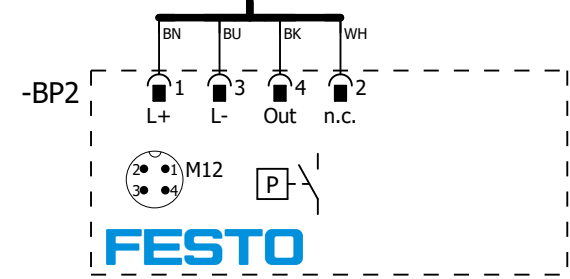 BN BU BK WH
-BP2 1 3 4 2
L+ L- Out n.c.
2 1 M12
3 4 P
FESTO